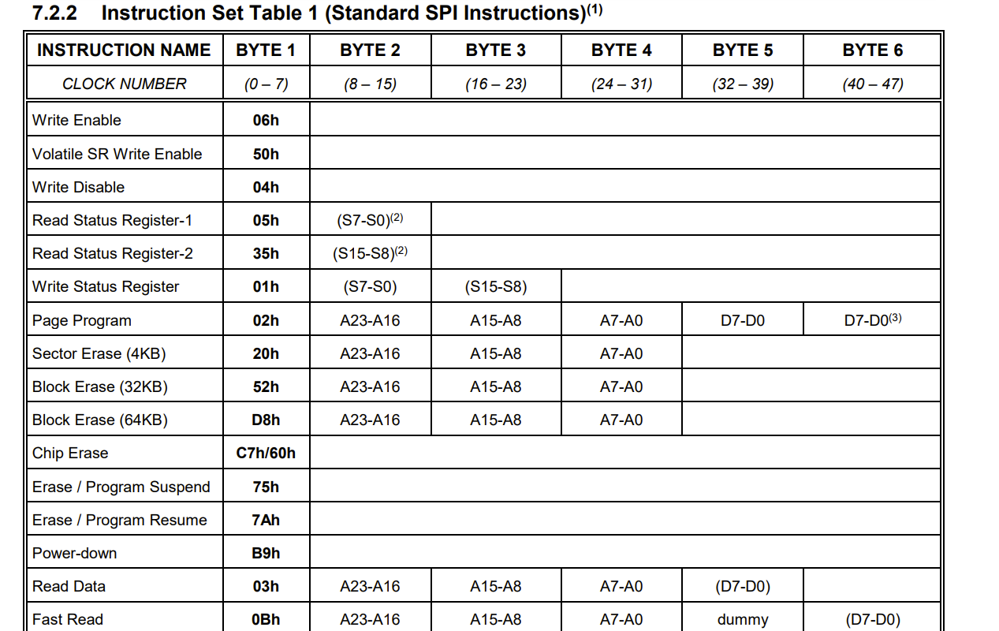 7.2.2 Instruction Set Table 1 (Standard SPI Instructions)(1)
INSTRUCTION NAME BYTE 1 BYTE 2 BYTE 3 BYTE 4 BYTE 5 BYTE 6
CLOCK NUMBER (0 – 7) (8 – 15) (16 – 23) (24 – 31) (32 – 39) (40 – 47)
Write Enable 06h
Volatile SR Write Enable 50h
Write Disable 04h
Read Status Register-1 05h (S7-S0)(2)
Read Status Register-2 35h (S15-S8)(2)
Write Status Register 01h (S7-S0) (S15-S8)
Page Program 02h A23-A16 A15-A8 A7-A0 D7-D0 D7-D0(3)
Sector Erase (4KB) 20h A23-A16 A15-A8 A7-A0
Block Erase (32KB) 52h A23-A16 A15-A8 A7-A0
Block Erase (64KB) D8h A23-A16 A15-A8 A7-A0
Chip Erase C7h/60h
Erase / Program Suspend 75h
Erase / Program Resume 7Ah
Power-down B9h
Read Data 03h A23-A16 A15-A8 A7-A0 (D7-D0)
Fast Read 0Bh A23-A16 A15-A8 A7-A0 dummy (D7-D0)